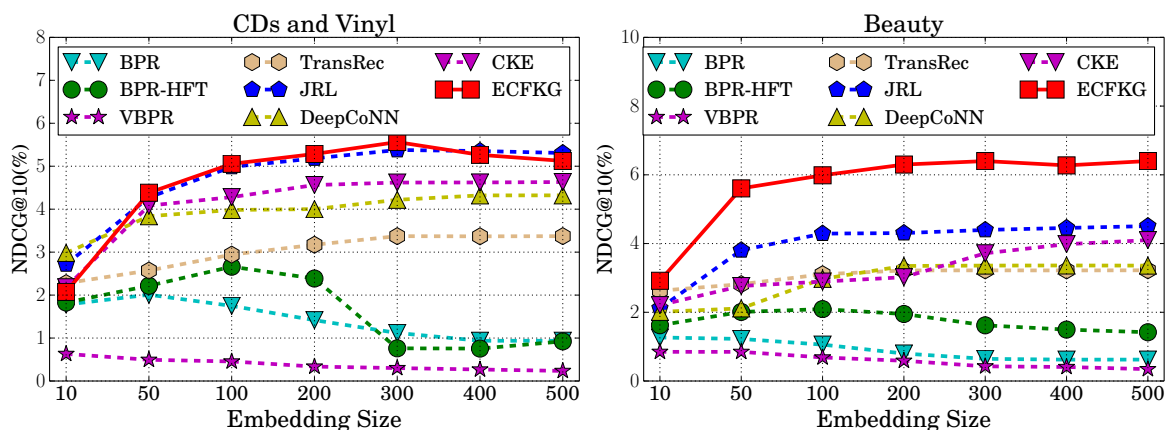 CDs and Vinyl
8
7
6
5
4
3
2
1
0
NDCG@10(%)
BPR
BPR-HFT
VBPR
TransRec
JRL
DeepCoNN
CKE
ECFKG
10 50 100 200 300 400 500
Embedding Size
Beauty
10
8
6
4
2
0
NDCG@10(%)
BPR
BPR-HFT
VBPR
TransRec
JRL
DeepCoNN
CKE
ECFKG
10 50 100 200 300 400 500
Embedding Size